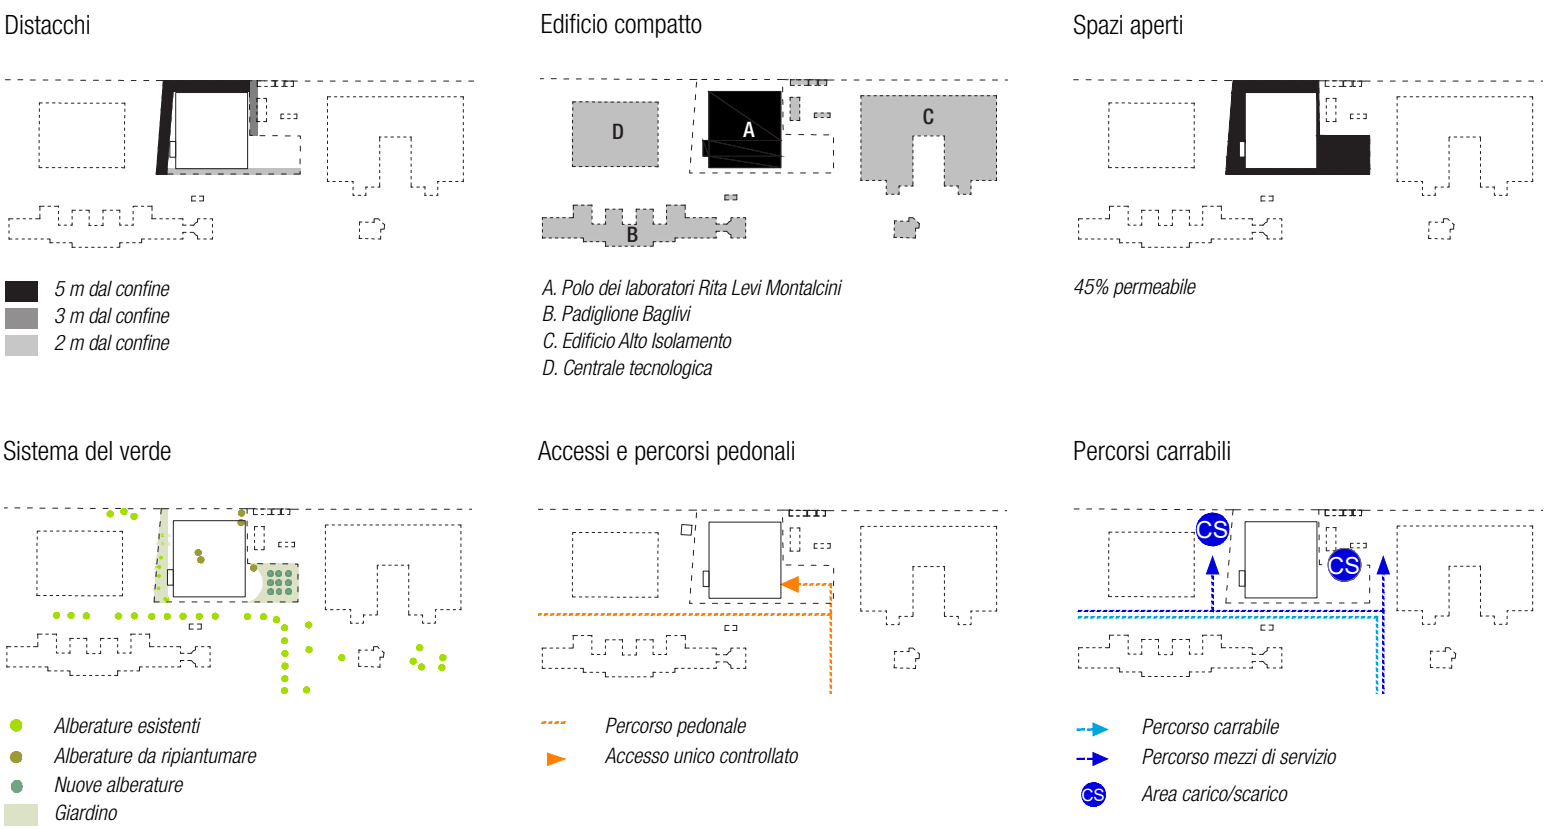 Distacchi
5 m dal confine
3 m dal confine
2 m dal confine
Edificio compatto
D
A
C
B
A. Polo dei laboratori Rita Levi Montalcini
B. Padiglione Baglivi
C. Edificio Alto Isolamento
D. Centrale tecnologica
Spazi aperti
45% permeabile
Sistema del verde
Alberature esistenti
Alberature da ripiantumare
Nuove alberature
Giardino
Accessi e percorsi pedonali
Percorso pedonale
Accesso unico controllato
Percorsi carrabili
CS
CS
Percorso carrabile
Percorso mezzi di servizio
CS Area carico/scarico